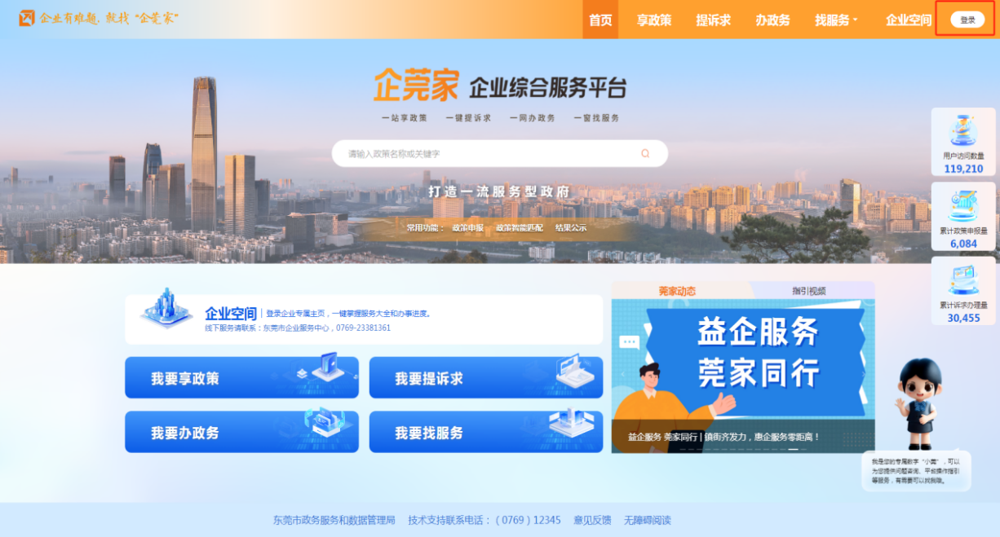 企业有难题，就找“企莞家”
首页 享政策 提诉求 办政务 找服务 企业空间 登录
企莞家 企业综合服务平台
一站享政策 一键提诉求 一网办政务 一窗找服务
请输入政策名称或关键字
打造一流服务型政府
常用功能： 政策申报 政策智能匹配 结果公示
用户访问数量
119,210
累计政策申报量
6,084
累计诉求办理量
30,455
企业空间 | 登录企业专属主页，一键掌握服务大全和办事进度。
线下服务请联系：东莞市企业服务中心，0769-23381361
我要享政策
我要提诉求
我要办政务
我要找服务
莞家动态 指引视频
益企服务
莞家同行
益企服务 莞家同行 | 镇街齐发力，惠企服务零距离！
我是您的专属数字“小莞”，可以
为您提供问题咨询、平台操作指引
等服务，有需要可以找我哦。
东莞市政务服务和数据管理局 技术支持联系电话：（0769）12345 意见反馈 无障碍阅读